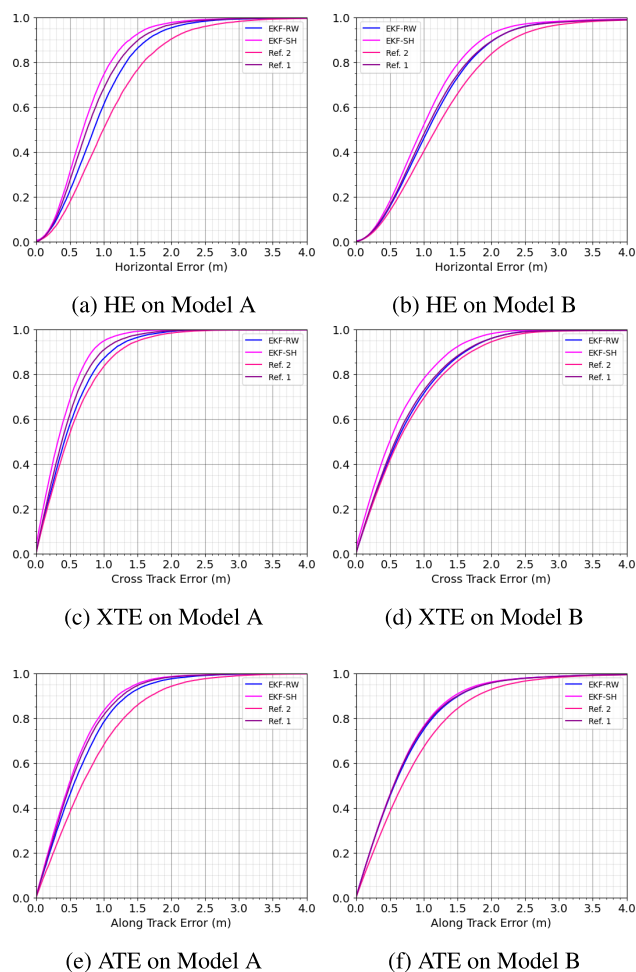 1.0
0.8
0.6
0.4
0.2
0.0
EKF-RW
EKF-SH
Ref. 2
Ref. 1
0.0 0.5 1.0 1.5 2.0 2.5 3.0 3.5 4.0
Horizontal Error (m)
(a) HE on Model A
1.0
0.8
0.6
0.4
0.2
0.0
EKF-RW
EKF-SH
Ref. 2
Ref. 1
0.0 0.5 1.0 1.5 2.0 2.5 3.0 3.5 4.0
Horizontal Error (m)
(b) HE on Model B
1.0
0.8
0.6
0.4
0.2
0.0
EKF-RW
EKF-SH
Ref. 2
Ref. 1
0.0 0.5 1.0 1.5 2.0 2.5 3.0 3.5 4.0
Cross Track Error (m)
(c) XTE on Model A
1.0
0.8
0.6
0.4
0.2
0.0
EKF-RW
EKF-SH
Ref. 2
Ref. 1
0.0 0.5 1.0 1.5 2.0 2.5 3.0 3.5 4.0
Cross Track Error (m)
(d) XTE on Model B
1.0
0.8
0.6
0.4
0.2
0.0
EKF-RW
EKF-SH
Ref. 2
Ref. 1
0.0 0.5 1.0 1.5 2.0 2.5 3.0 3.5 4.0
Along Track Error (m)
(e) ATE on Model A
1.0
0.8
0.6
0.4
0.2
0.0
EKF-RW
EKF-SH
Ref. 2
Ref. 1
0.0 0.5 1.0 1.5 2.0 2.5 3.0 3.5 4.0
Along Track Error (m)
(f) ATE on Model B